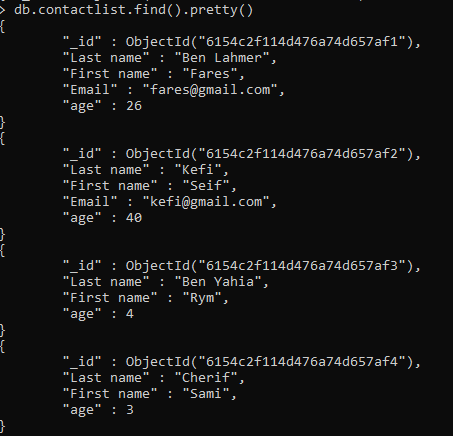 > db.contactlist.find().pretty()
{
"_id" : ObjectId("6154c2f114d476a74d657af1"),
"Last name" : "Ben Lahmer",
"First name" : "Fares",
"Email" : "fares@gmail.com",
"age" : 26
}
{
"_id" : ObjectId("6154c2f114d476a74d657af2"),
"Last name" : "Kefi",
"First name" : "Seif",
"Email" : "kefi@gmail.com",
"age" : 40
}
{
"_id" : ObjectId("6154c2f114d476a74d657af3"),
"Last name" : "Ben Yahia",
"First name" : "Rym",
"age" : 4
}
{
"_id" : ObjectId("6154c2f114d476a74d657af4"),
"Last name" : "Cherif",
"First name" : "Sami",
"age" : 3
}